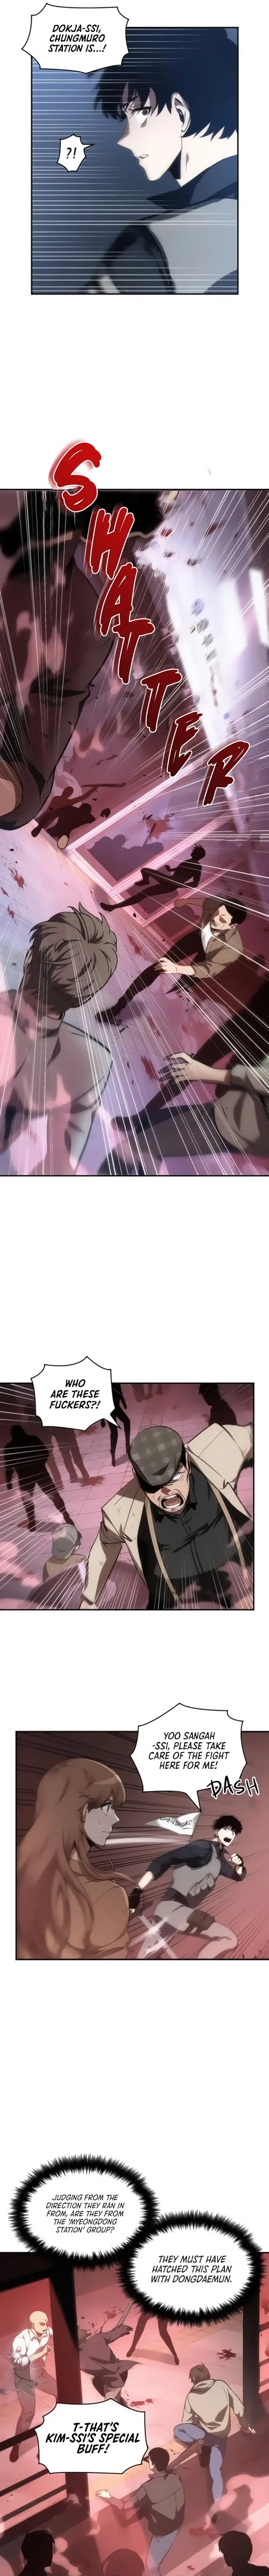 DOKJA-SSI,
CHUNGMURO
STATION IS...!
?!
SHATTER
WHO
ARE THESE
FUCKERS?!
YOO SANGAH
-SSI, PLEASE TAKE
CARE OF THE FIGHT
HERE FOR ME!
DASH
JUDGING FROM THE
DIRECTION THEY RAN IN
FROM, ARE THEY FROM
THE 'MYEONGDONG
STATION' GROUP?
THEY MUST HAVE
HATCHED THIS PLAN
WITH DONGDAEMUN.
T-THAT'S
KIM-SSI'S SPECIAL
BUFF!